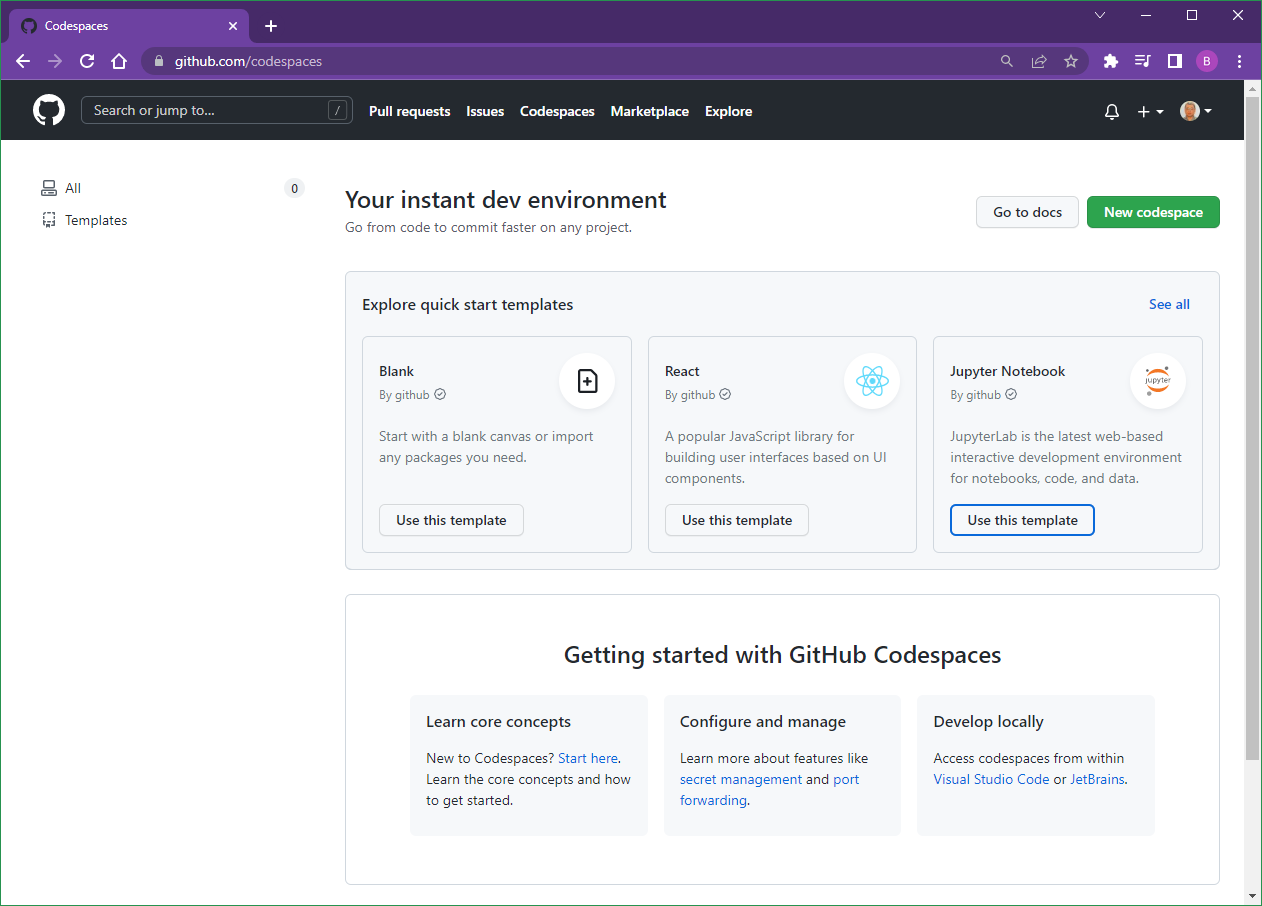 Codespaces
github.com/codespaces
B
Search or jump to... /
Pull requests Issues Codespaces Marketplace Explore
All 0
Templates
Your instant dev environment
Go from code to commit faster on any project.
Go to docs New codespace
Explore quick start templates See all
Blank
By github
Start with a blank canvas or import
any packages you need.
Use this template
React
By github
A popular JavaScript library for
building user interfaces based on UI
components.
Use this template
Jupyter Notebook
By github
jupyter
JupyterLab is the latest web-based
interactive development environment
for notebooks, code, and data.
Use this template
Getting started with GitHub Codespaces
Learn core concepts
New to Codespaces? Start here.
Learn the core concepts and how
to get started.
Configure and manage
Learn more about features like
secret management and port
forwarding.
Develop locally
Access codespaces from within
Visual Studio Code or JetBrains.